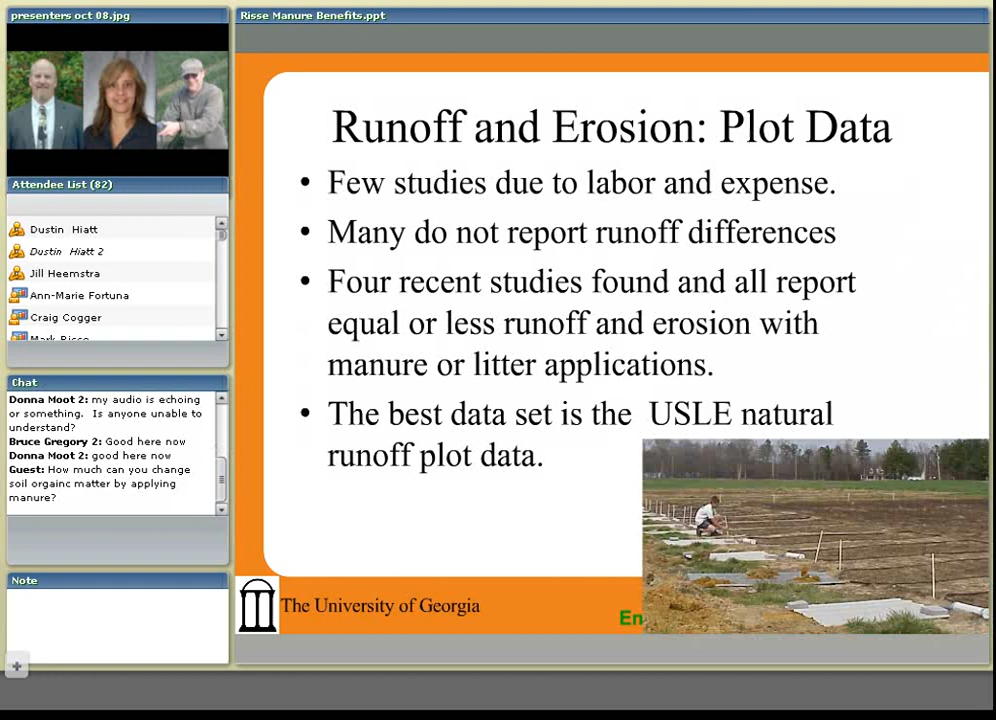 presenters oct 08.jpg
Risse Manure Benefits.ppt
Attendee List (82)
Dustin Hiatt
Dustin Hiatt 2
Jill Heemstra
Ann-Marie Fortuna
Craig Cogger
Mark Risse
Chat
Donna Moot 2: my audio is echoing
or something. Is anyone unable to
understand?
Bruce Gregory 2: Good here now
Donna Moot 2: good here now
Guest: How much can you change
soil orgainc matter by applying
manure?
Note
Runoff and Erosion: Plot Data
• Few studies due to labor and expense.
• Many do not report runoff differences
• Four recent studies found and all report
equal or less runoff and erosion with
manure or litter applications.
• The best data set is the USLE natural
runoff plot data.
The University of Georgia
En